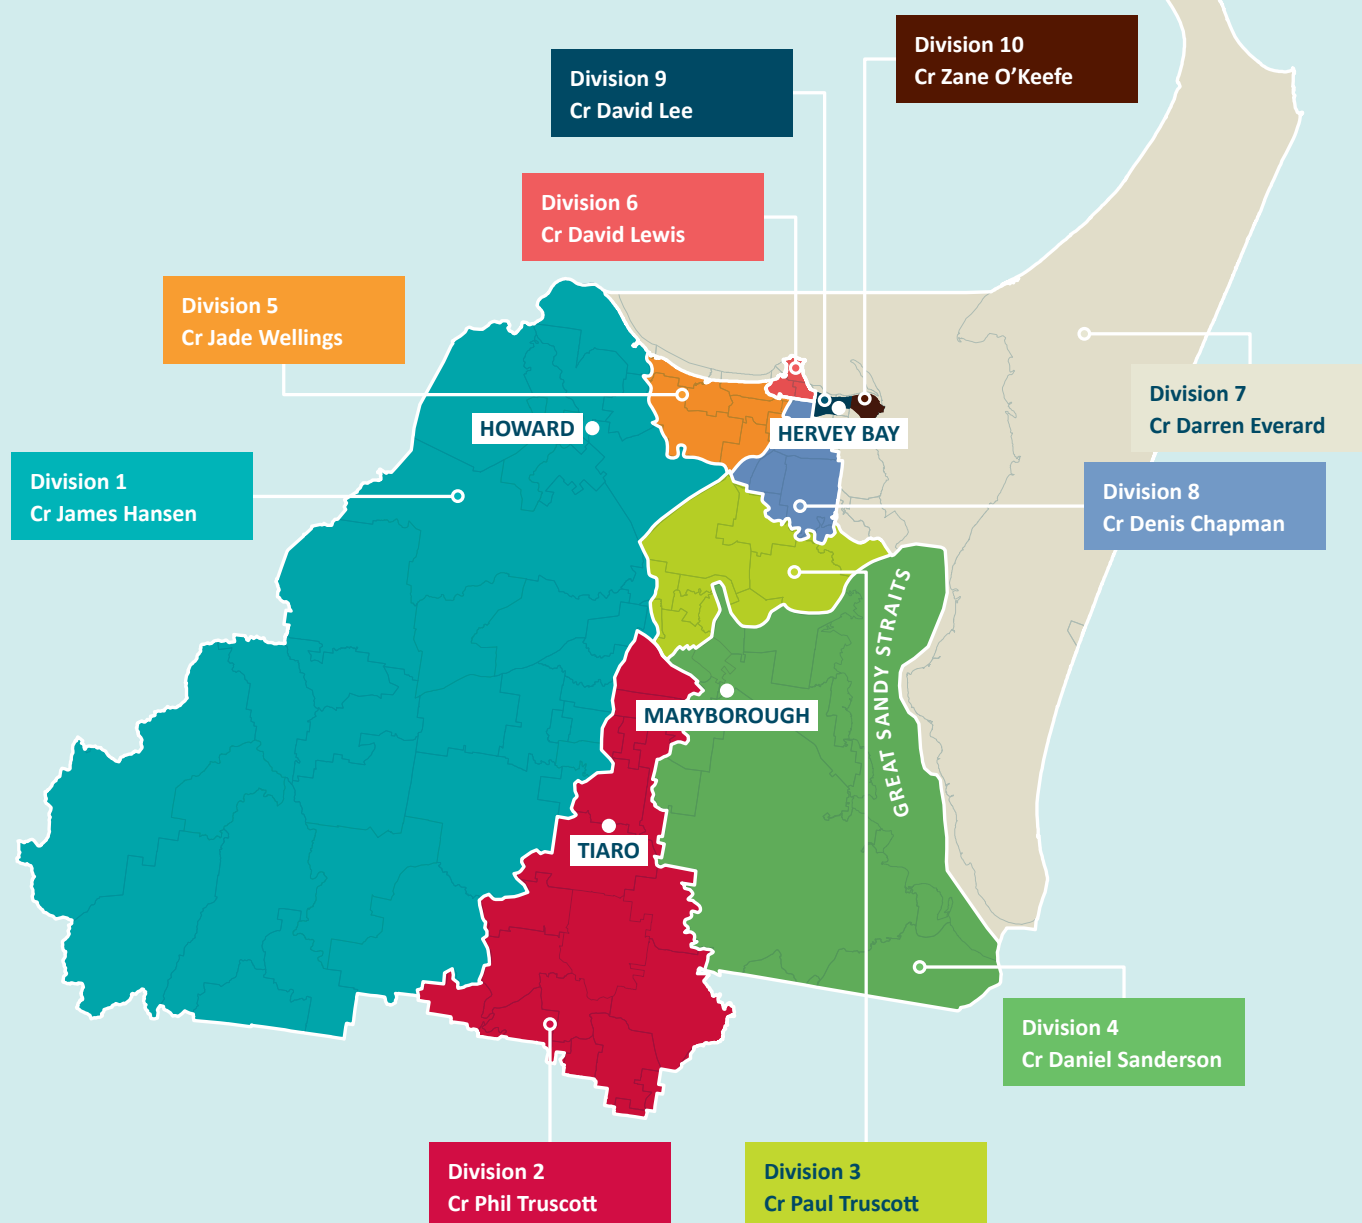 Division 10
Cr Zane O’Keefe
Division 9
Cr David Lee
Division 6
Cr David Lewis
Division 5
Cr Jade Wellings
Division 7
Cr Darren Everard
HOWARD
HERVEY BAY
Division 1
Cr James Hansen
Division 8
Cr Denis Chapman
GREAT SANDY STRAITS
MARYBOROUGH
TIARO
Division 4
Cr Daniel Sanderson
Division 2
Cr Phil Truscott
Division 3
Cr Paul Truscott